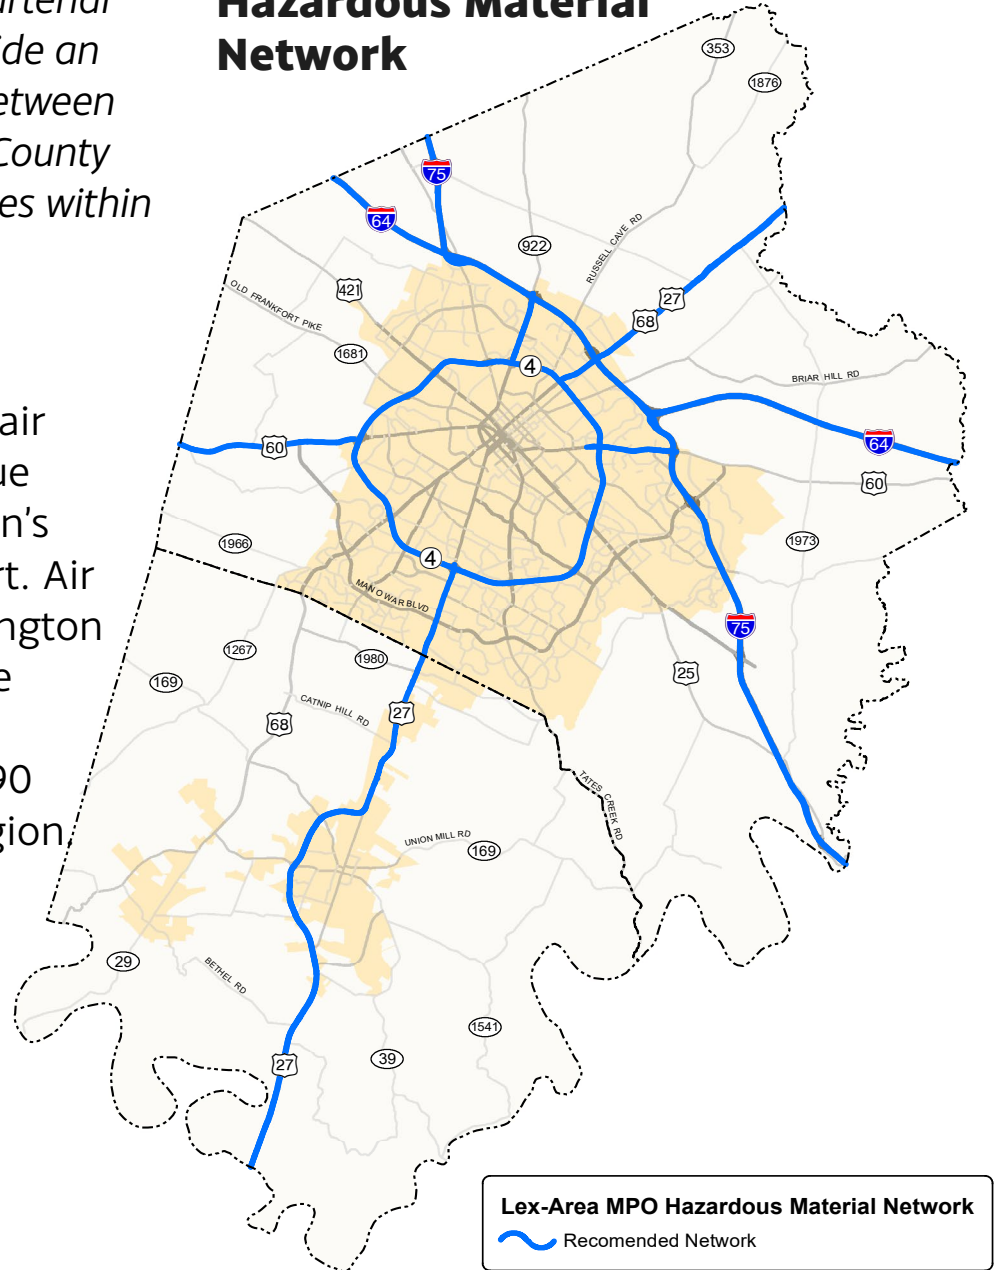 arterial
ide an
etween
County
es within
air
ue
n's
rt. Air
ngton
e
90
gion,
Hazardous Material
Network
353
1876
75
64
922
RUSSELL CAVE RD
421
27
68
OLD FRANKFORT PIKE
1681
4
BRIAR HILL RD
60
64
60
1966
4
1973
MAN O WAR BLVD
75
1267
1980
169
25
68
CATNIP HILL RD
27
TATES CREEK RD
UNION MILL RD
169
29
BETHEL RD
1541
27
39
Lex-Area MPO Hazardous Material Network
Recomended Network